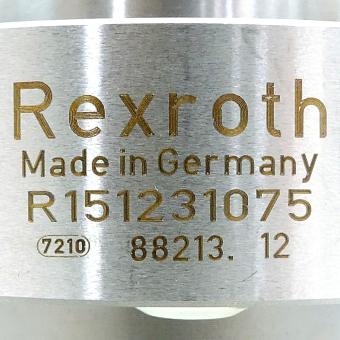 Rexroth
Made in Germany
R151231075
7210 88213. 12